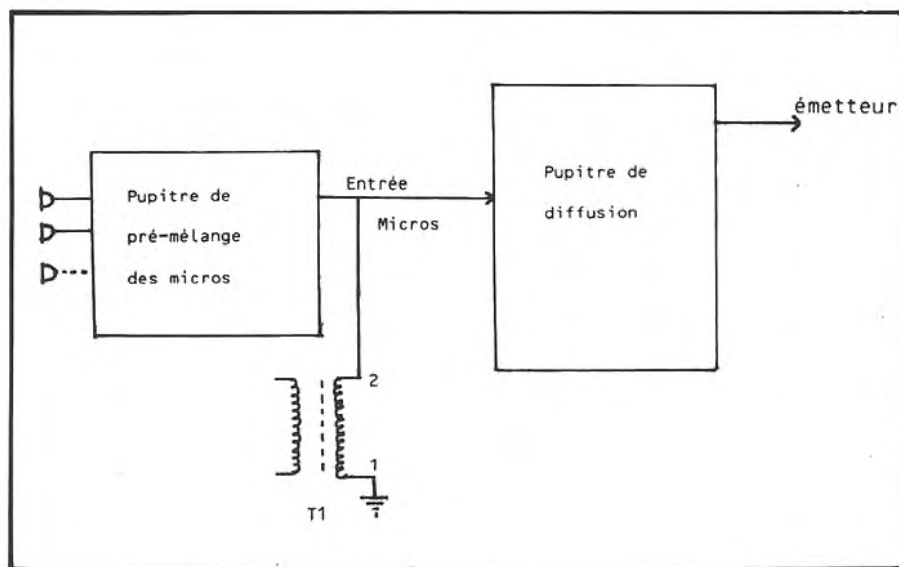 émetteur
Pupitre de
pré-mélange
des micros
Entrée
Micros
Pupitre de
diffusion
2
1
T1